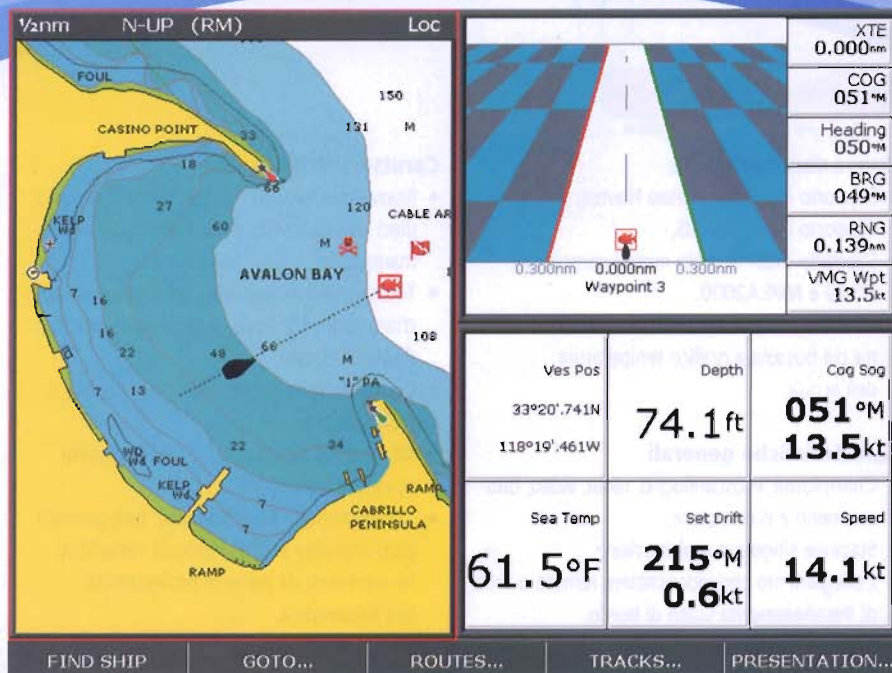 ½nm N-UP (RM) Loc
FOUL
150
CASINO POINT
33
131 M
18
66
27
120
KELP
Wd
60
M
CABLE AR
AVALON BAY
7
16
16
108
22
48 66
M
7
13
"1" PA
WD
Wd
FOUL
22
24
KELP
Wd
7
7
RAMP
CABRILLO
PENINSULA
RAMP
0.300nm 0.000nm 0.300nm
Waypoint 3
XTE
0.000nm
COG
051°M
Heading
050°M
BRG
049°M
RNG
0.139nm
VMG Wpt
13.5kt
Ves Pos
33°20'.741N
118°19'.461W
Depth
74.1ft
Cog Sog
051°M
13.5kt
Sea Temp
61.5°F
Set Drift
215°M
0.6kt
Speed
14.1kt
FIND SHIP GOTO... ROUTES... TRACKS... PRESENTATION...